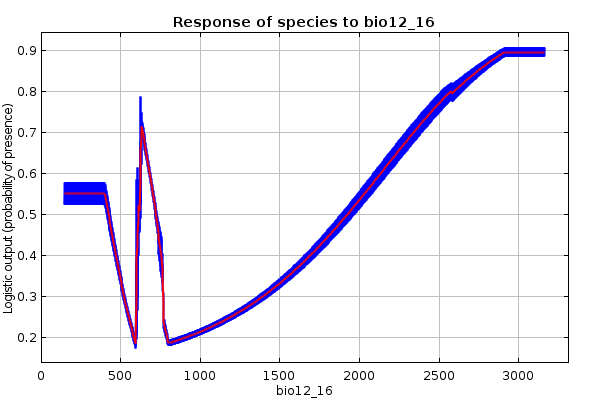 Response of species to bio12_16
Logistic output (probability of presence)
0.9
0.8
0.7
0.6
0.5
0.4
0.3
0.2
0 500 1000 1500 2000 2500 3000
bio12_16